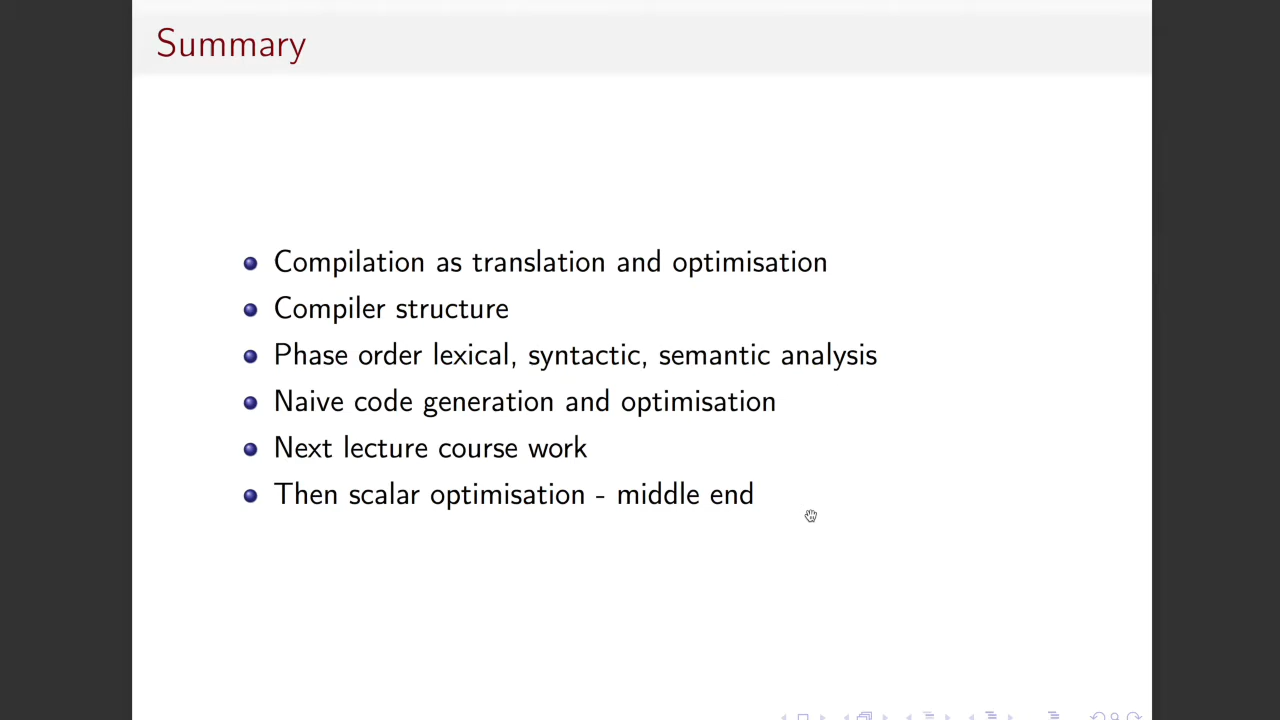 Summary
Compilation as translation and optimisation
Compiler structure
Phase order lexical, syntactic, semantic analysis
Naive code generation and optimisation
Next lecture course work
Then scalar optimisation - middle end